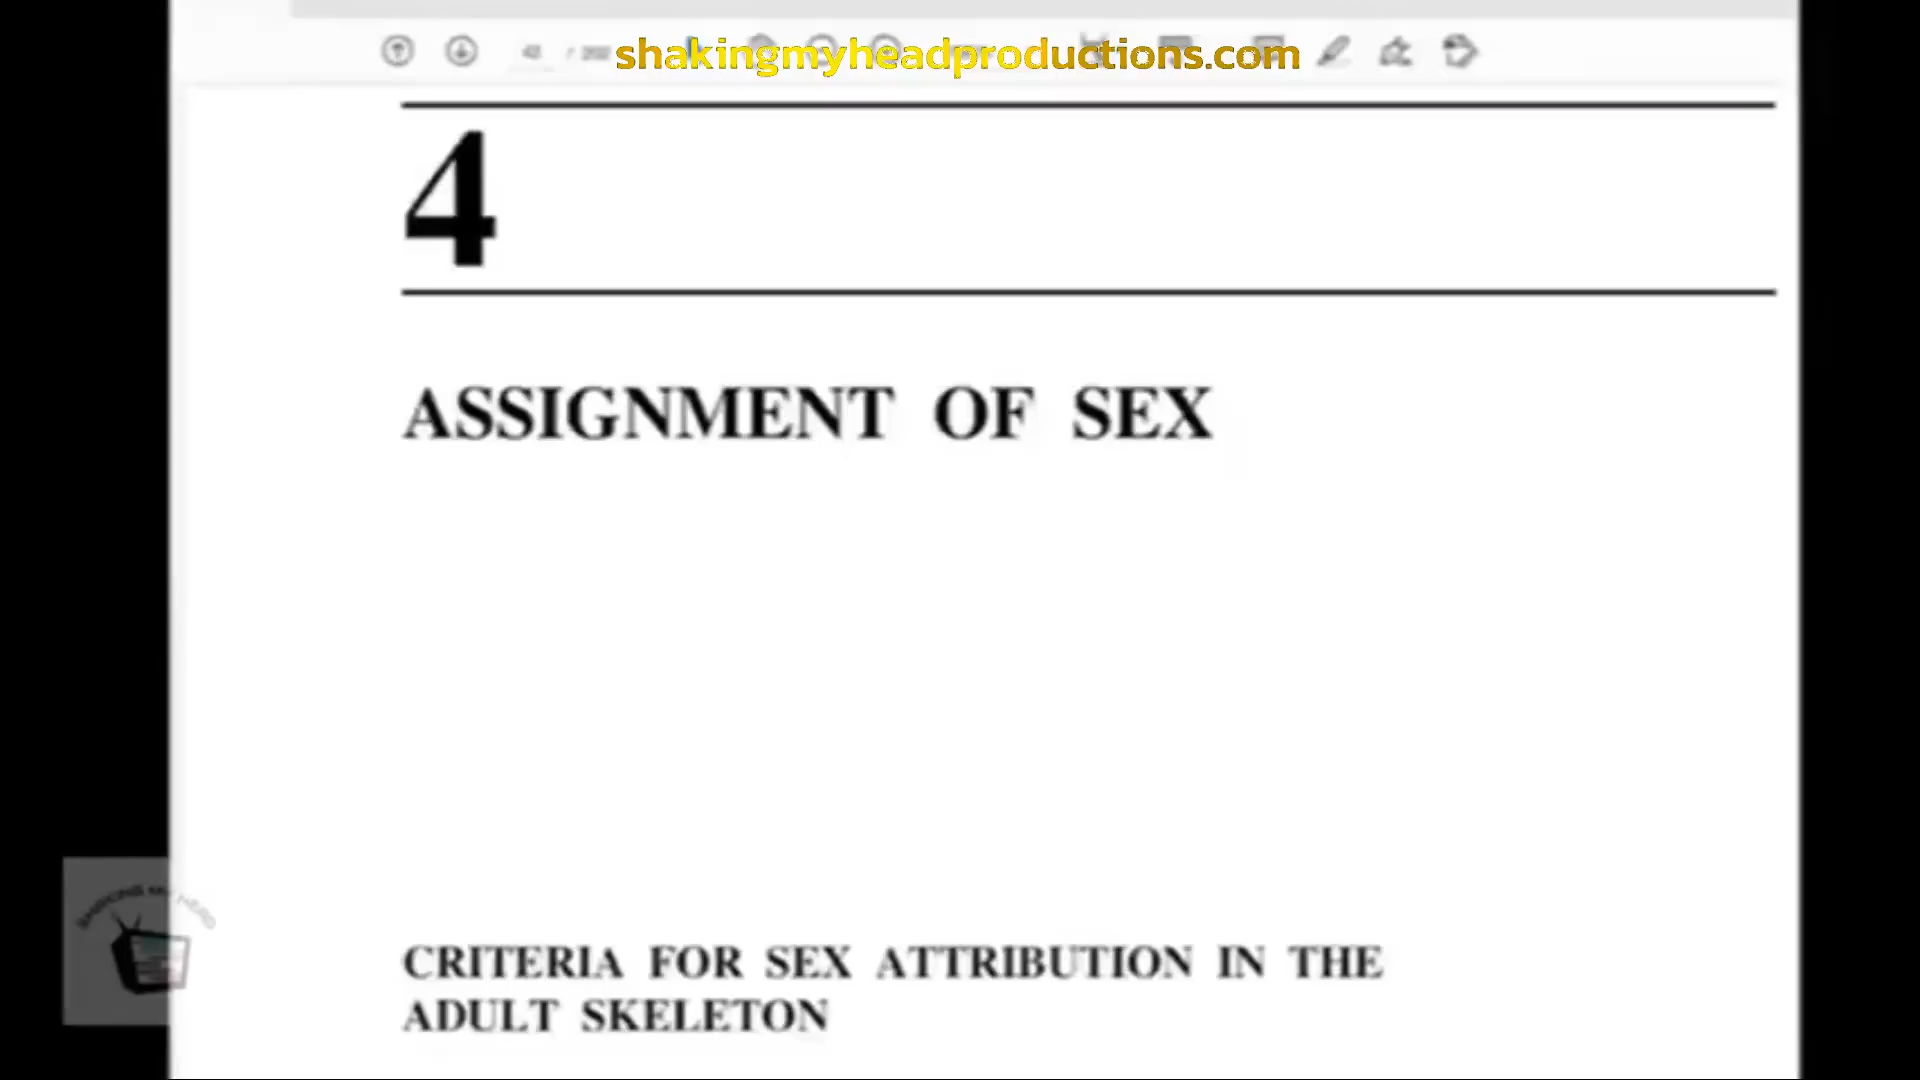 shakingmyheadproductions.com
4
ASSIGNMENT OF SEX
CRITERIA FOR SEX ATTRIBUTION IN THE
ADULT SKELETON